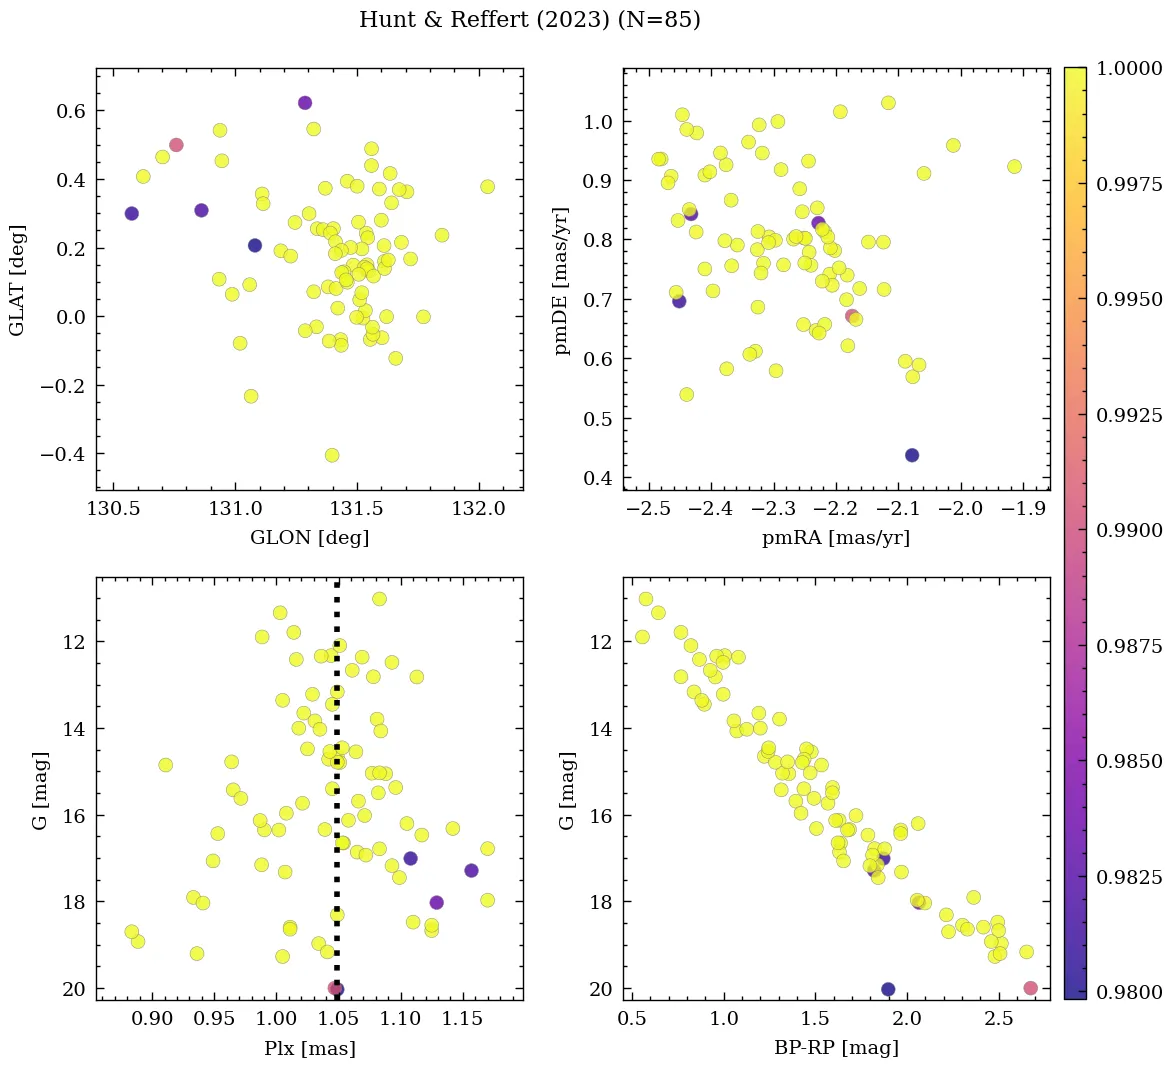 Hunt & Reffert (2023) (N=85)
0.6
0.4
0.2
0.0
−0.2
−0.4
GLAT [deg]
130.5 131.0 131.5 132.0
GLON [deg]
1.0
0.9
0.8
0.7
0.6
0.5
0.4
pmDE [mas/yr]
−2.5 −2.4 −2.3 −2.2 −2.1 −2.0 −1.9
pmRA [mas/yr]
12
14
16
18
20
G [mag]
0.90 0.95 1.00 1.05 1.10 1.15
Plx [mas]
12
14
16
18
20
G [mag]
0.5 1.0 1.5 2.0 2.5
BP-RP [mag]
1.0000
0.9975
0.9950
0.9925
0.9900
0.9875
0.9850
0.9825
0.9800